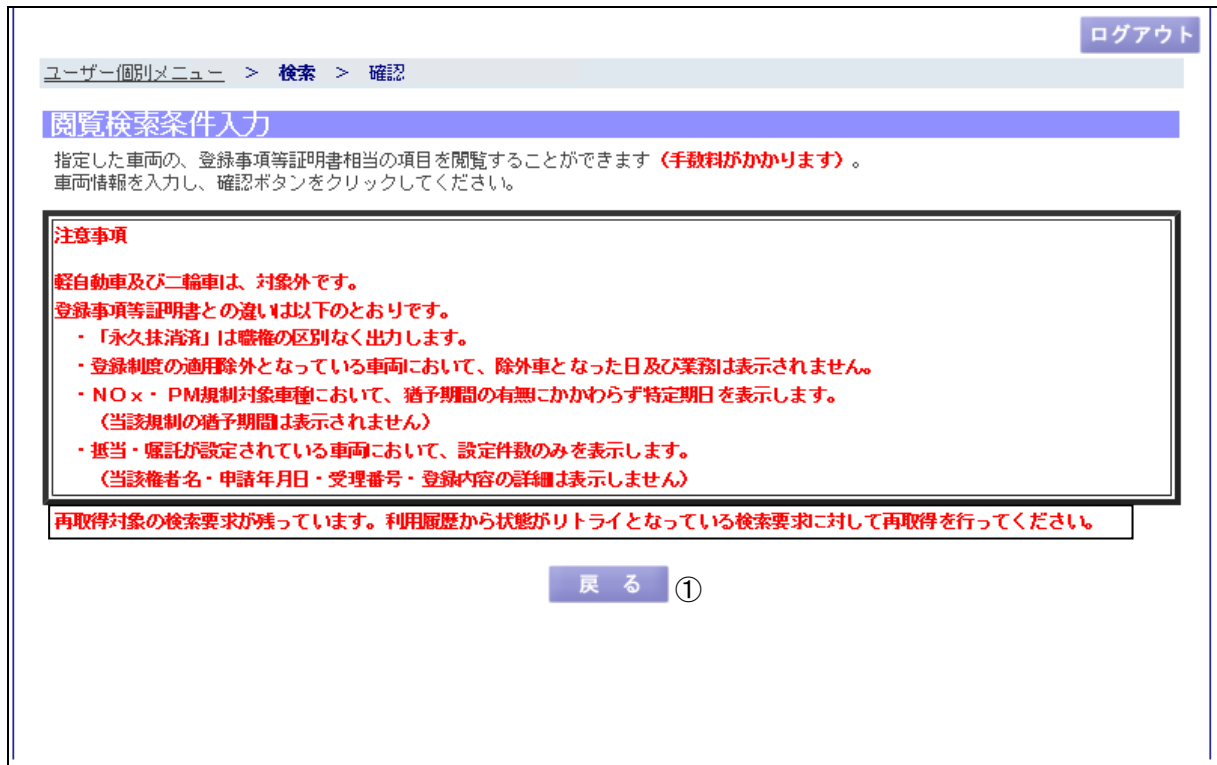 ログアウト
ユーザー個別メニュー > 検索 > 確認
閲覧検索条件入力
指定した車両の、登録事項等証明書相当の項目を閲覧することができます（手数料がかかります）。
車両情報を入力し、確認ボタンをクリックしてください。
注意事項
軽自動車及び二輪車は、対象外です。
登録事項等証明書との違いは以下のとおりです。
・「永久抹消済」は職権の区別なく出力します。
・登録制度の適用除外となっている車両において、除外車となった日及び業務は表示されません。
・ＮＯｘ・ PM規制対象車種において、猶予期間の有無にかかわらず特定期日を表示します。
（当該規制の猶予期間は表示されません）
・抵当・嘱託が設定されている車両において、設定件数のみを表示します。
（当該権者名・申請年月日・受理番号・登録内容の詳細は表示しません）
再取得対象の検索要求が残っています。利用履歴から状態がリトライとなっている検索要求に対して再取得を行ってください。
戻 る ①